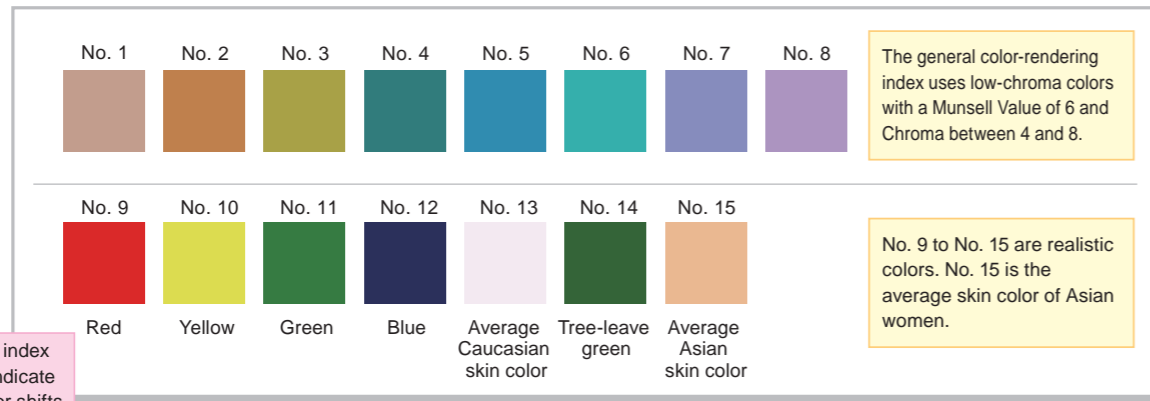 No. 1 No. 2 No. 3 No. 4 No. 5 No. 6 No. 7 No. 8
The general color-rendering
index uses low-chroma colors
with a Munsell Value of 6 and
Chroma between 4 and 8.
No. 9 No. 10 No. 11 No. 12 No. 13 No. 14 No. 15
Red Yellow Green Blue Average Tree-leave Average
Caucasian green Asian
skin color skin color
No. 9 to No. 15 are realistic
colors. No. 15 is the
average skin color of Asian
women.
index
ndicate
or shifts